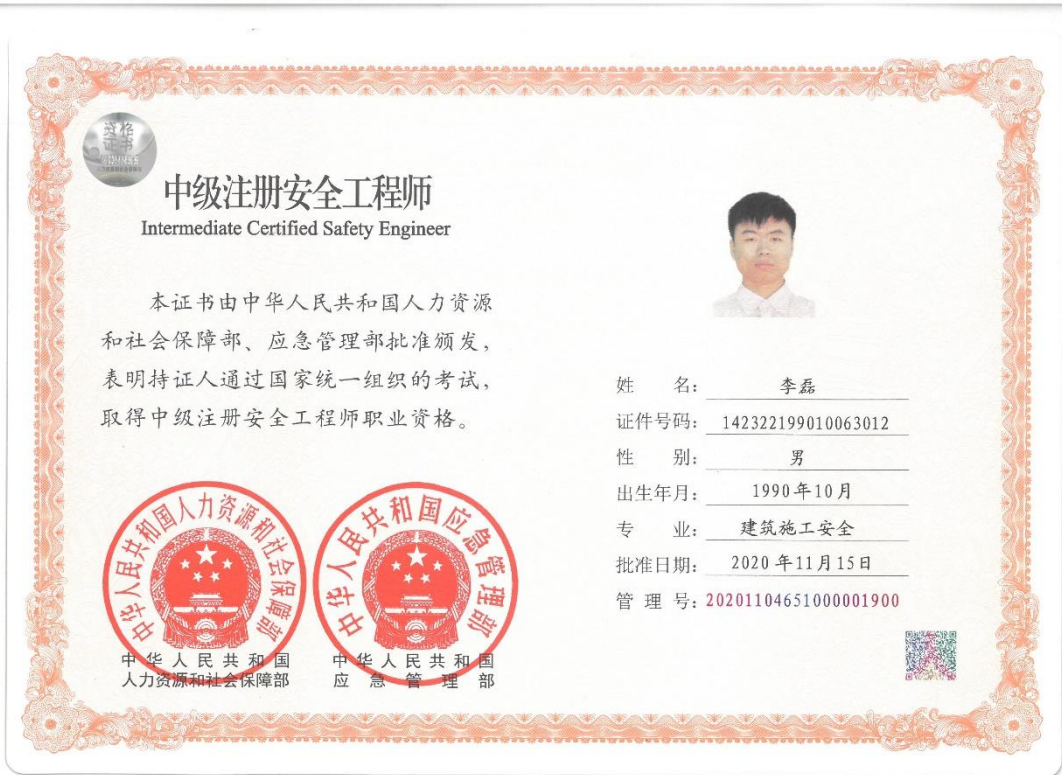 资格
证书
中级注册安全工程师
Intermediate Certified Safety Engineer
本证书由中华人民共和国人力资源
和社会保障部、应急管理部批准颁发，
表明持证人通过国家统一组织的考试，
取得中级注册安全工程师职业资格。
中华人民共和国人力资源和社会保障部
中华人民共和国
人力资源和社会保障部
中华人民共和国应急管理部
中华人民共和国
应急管理部
姓名：李磊
证件号码：142322199010063012
性别：男
出生年月：1990年10月
专业：建筑施工安全
批准日期：2020年11月15日
管理号：20201104651000001900